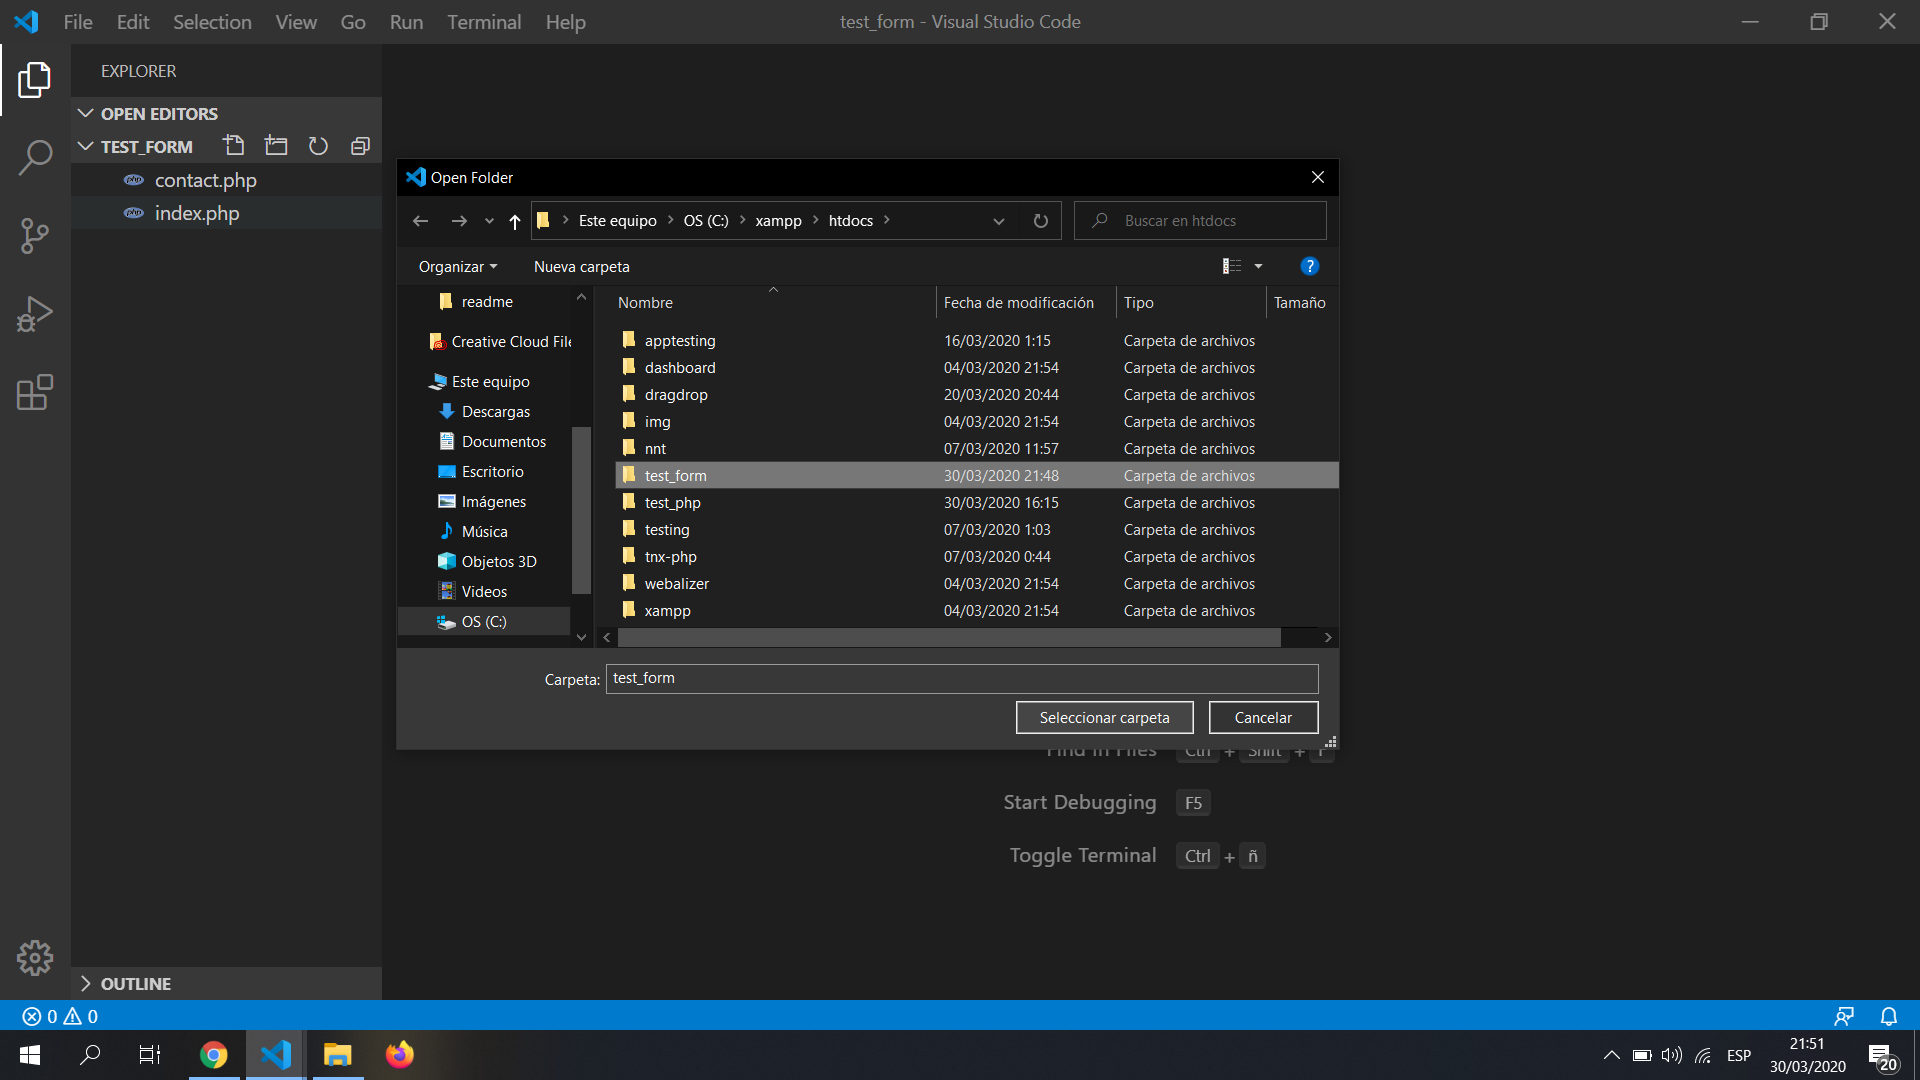 File Edit Selection View Go Run Terminal Help
test_form - Visual Studio Code
EXPLORER
OPEN EDITORS
TEST_FORM
php contact.php
php index.php
OUTLINE
Open Folder
Este equipo OS (C:) xampp htdocs
Buscar en htdocs
Organizar Nueva carpeta
?
readme
Creative Cloud File
Este equipo
Descargas
Documentos
Escritorio
Imágenes
Música
Objetos 3D
Videos
OS (C:)
Nombre Fecha de modificación Tipo Tamaño
apptesting 16/03/2020 1:15 Carpeta de archivos
dashboard 04/03/2020 21:54 Carpeta de archivos
dragdrop 20/03/2020 20:44 Carpeta de archivos
img 04/03/2020 21:54 Carpeta de archivos
nnt 07/03/2020 11:57 Carpeta de archivos
test_form 30/03/2020 21:48 Carpeta de archivos
test_php 30/03/2020 16:15 Carpeta de archivos
testing 07/03/2020 1:03 Carpeta de archivos
tnx-php 07/03/2020 0:44 Carpeta de archivos
webalizer 04/03/2020 21:54 Carpeta de archivos
xampp 04/03/2020 21:54 Carpeta de archivos
Carpeta: test_form
Seleccionar carpeta Cancelar
Find in Files Ctrl + Shift + F
Start Debugging F5
Toggle Terminal Ctrl + ñ
0 0
ESP
21:51
30/03/2020
20